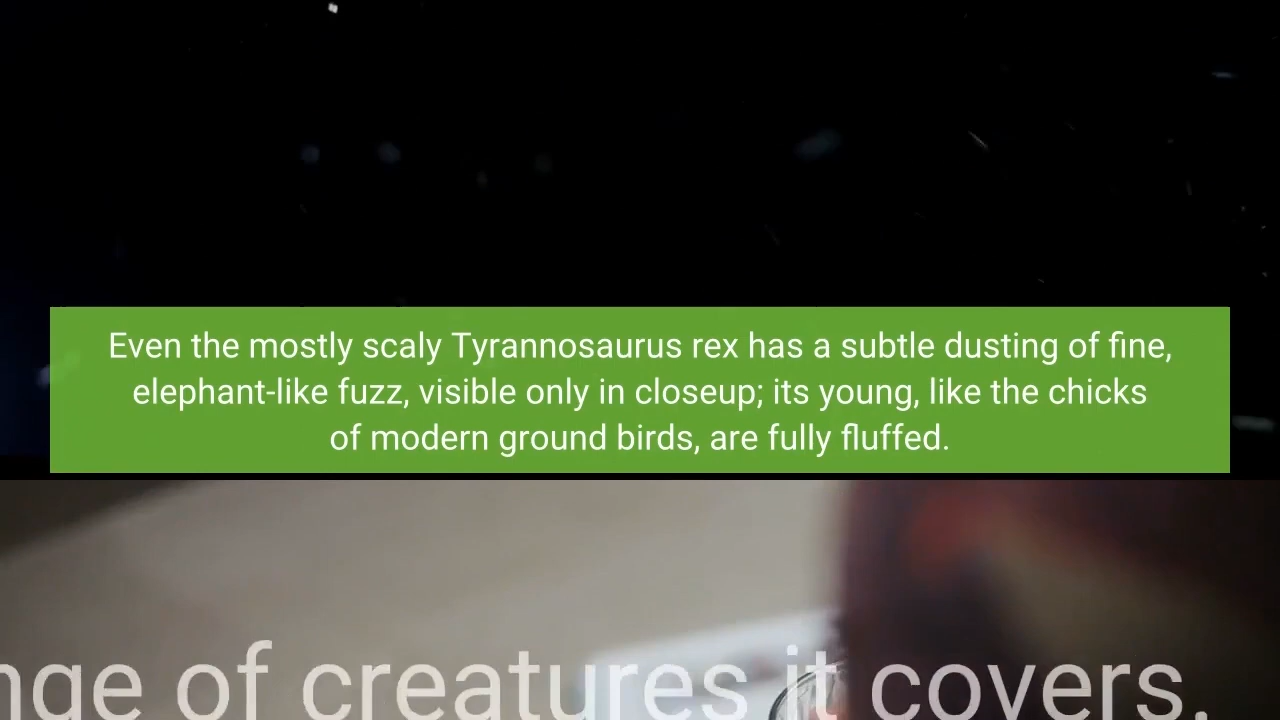 Even the mostly scaly Tyrannosaurus rex has a subtle dusting of fine,
elephant-like fuzz, visible only in closeup; its young, like the chicks
of modern ground birds, are fully fluffed.
of creatures it covers.